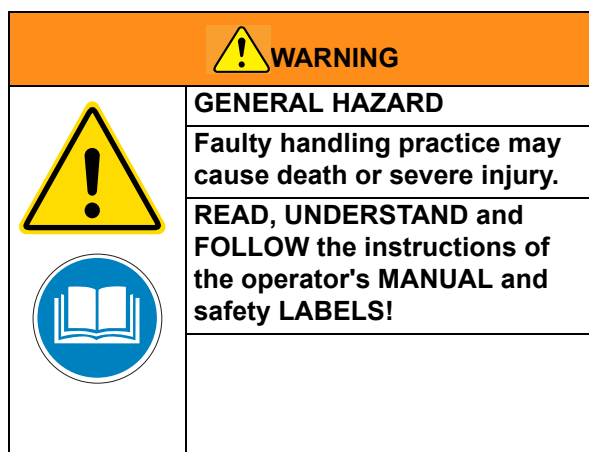 WARNING
GENERAL HAZARD
Faulty handling practice may
cause death or severe injury.
READ, UNDERSTAND and
FOLLOW the instructions of
the operator's MANUAL and
safety LABELS!